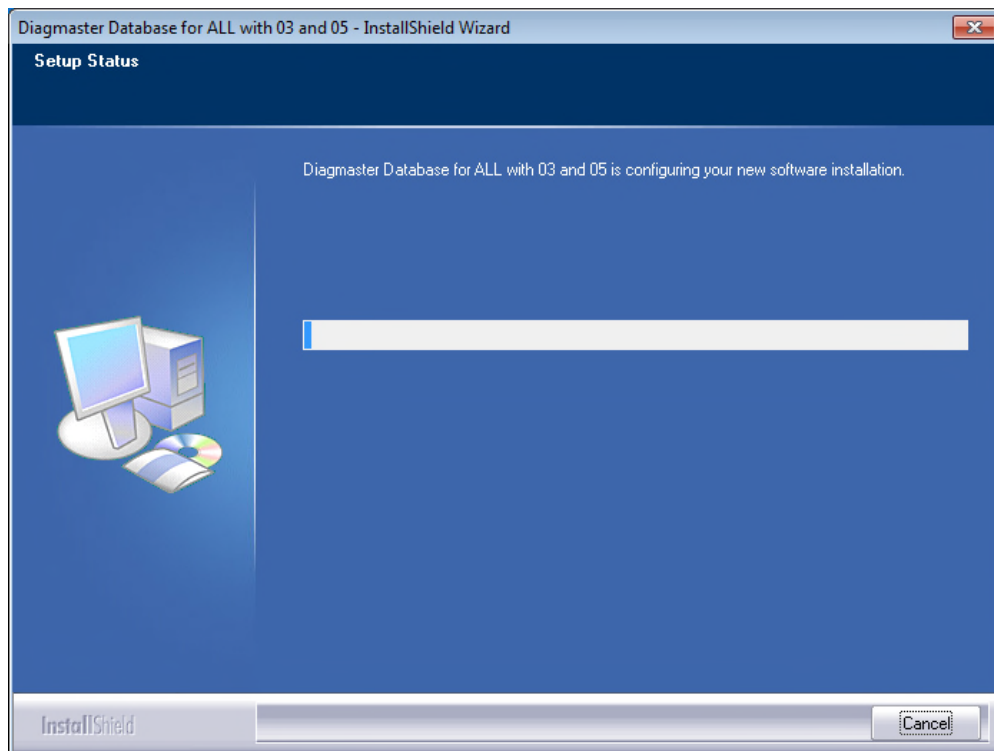 Diagmaster Database for ALL with 03 and 05 - InstallShield Wizard
Setup Status
Diagmaster Database for ALL with 03 and 05 is configuring your new software installation.
InstallShield
Cancel